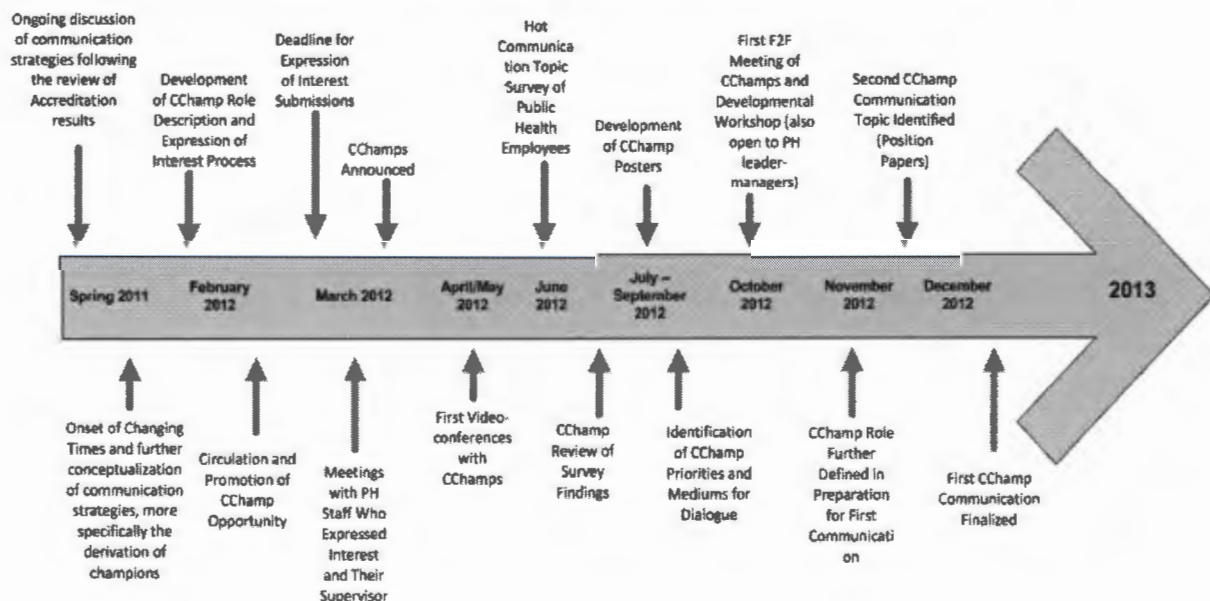 Ongoing discussion
of communication
strategies following
the review of
Accreditation
results
Development
of CChamp Role
Description and
Expression of
Interest Process
Deadline for
Expression
of Interest
Submissions
CChamps
Announced
Hot
Communica
tion Topic
Survey of
Public
Health
Employees
Development
of CChamp
Posters
First F2F
Meeting of
CChamps and
Developmental
Workshop (also
open to PH
leader-
managers)
Second CChamp
Communication
Topic Identified
(Position
Papers)
Spring 2011
February
2012
March 2012
April/May
2012
June
2012
July –
September
2012
October
2012
November
2012
December
2012
2013
Onset of Changing
Times and further
conceptualization
of communication
strategies, more
specifically the
derivation of
champions
Circulation and
Promotion of
CChamp
Opportunity
Meetings
with PH
Staff Who
Expressed
Interest
and Their
Supervisor
First Video-
conferences
with
CChamps
CChamp
Review of
Survey
Findings
Identification
of CChamp
Priorities and
Mediums for
Dialogue
CChamp Role
Further
Defined in
Preparation
for First
Communicati
on
First CChamp
Communication
Finalized